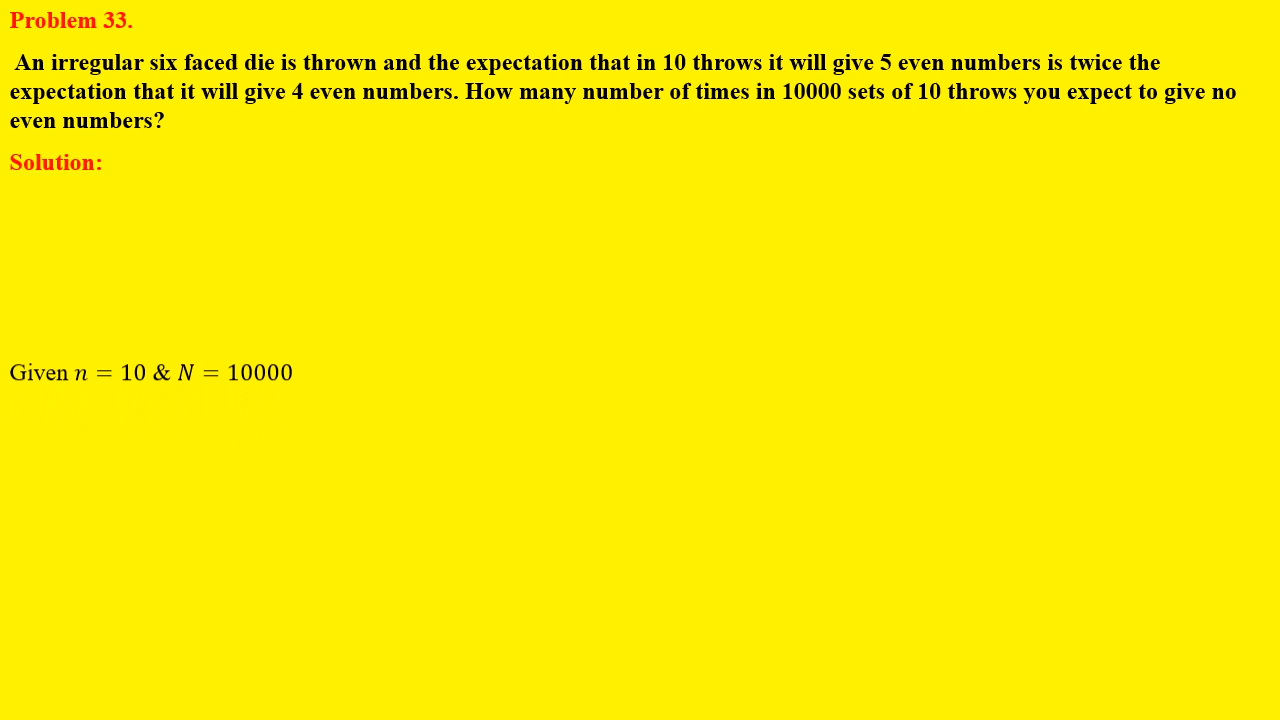 Problem 33.
An irregular six faced die is thrown and the expectation that in 10 throws it will give 5 even numbers is twice the
expectation that it will give 4 even numbers. How many number of times in 10000 sets of 10 throws you expect to give no
even numbers?
Solution:
Given 𝑛 = 10 & 𝑁 = 10000